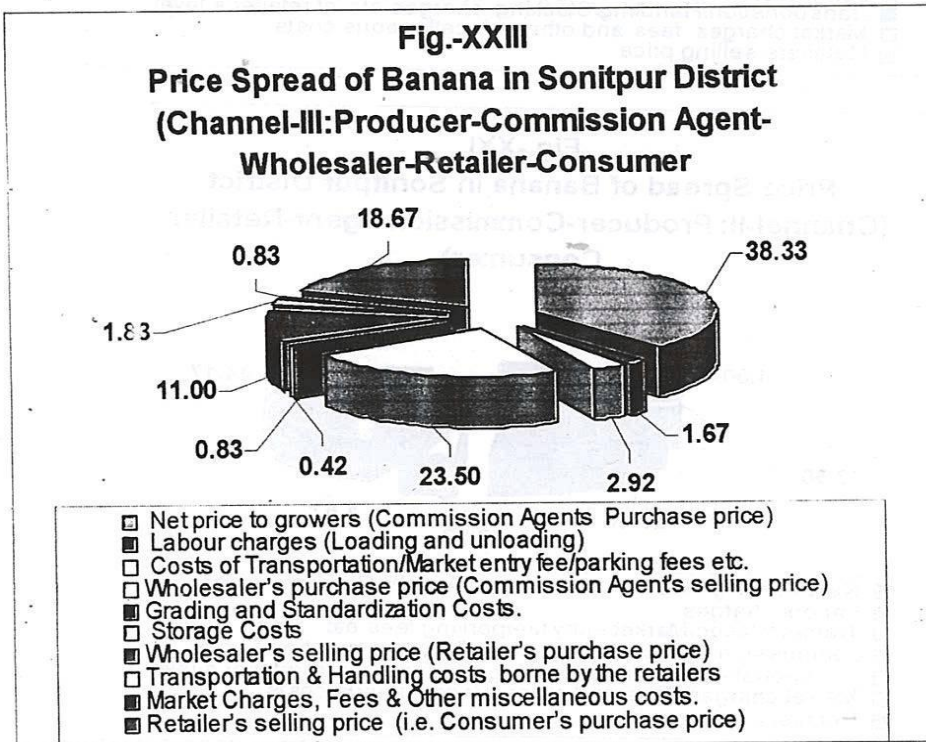 Fig.-XXIII
Price Spread of Banana in Sonitpur District
(Channel-III:Producer-Commission Agent-
Wholesaler-Retailer-Consumer
18.67
38.33
0.83
1.83
11.00
1.67
0.83
0.42
23.50
2.92
Net price to growers (Commission Agents Purchase price)
Labour charges (Loading and unloading)
Costs of Transportation/Market entry fee/parking fees etc.
Wholesaler's purchase price (Commission Agent's selling price)
Grading and Standardization Costs.
Storage Costs
Wholesaler's selling price (Retailer's purchase price)
Transportation & Handling costs borne by the retailers
Market Charges, Fees & Other miscellaneous costs.
Retailer's selling price (i.e. Consumer's purchase price)